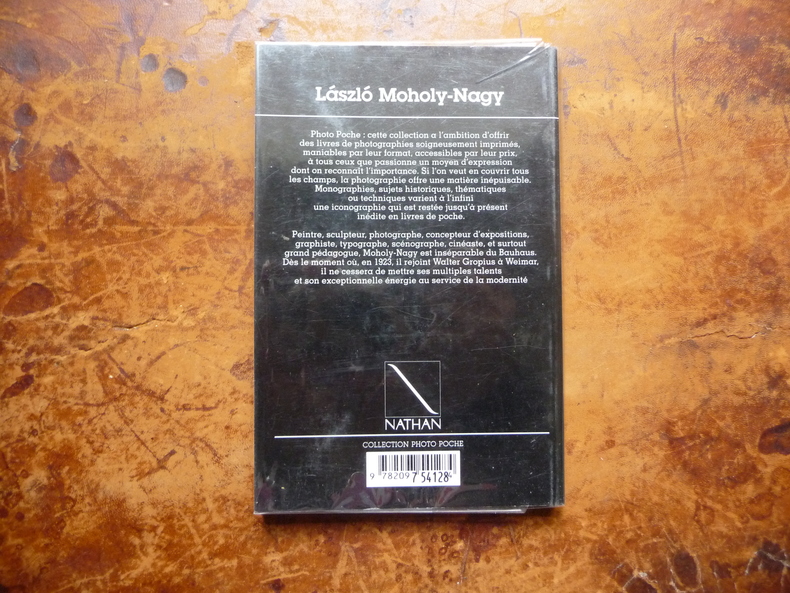 László Moholy-Nagy
Photo Poche : cette collection a l'ambition d'offrir
des livres de photographies soigneusement imprimés,
maniables par leur format, accessibles par leur prix,
à tous ceux que passionne un moyen d'expression
dont on reconnaît l'importance. Si l'on veut en couvrir tous
les champs, la photographie offre une matière inépuisable.
Monographies, sujets historiques, thématiques
ou techniques varient à l'infini
une iconographie qui est restée jusqu'à présent
inédite en livres de poche.
Peintre, sculpteur, photographe, concepteur d'expositions,
graphiste, typographe, scénographe, cinéaste, et surtout
grand pédagogue, Moholy-Nagy est inséparable du Bauhaus.
Dès le moment où, en 1923, il rejoint Walter Gropius à Weimar,
il ne cessera de mettre ses multiples talents
et son exceptionnelle énergie au service de la modernité
NATHAN
COLLECTION PHOTO POCHE
9 782097 54128